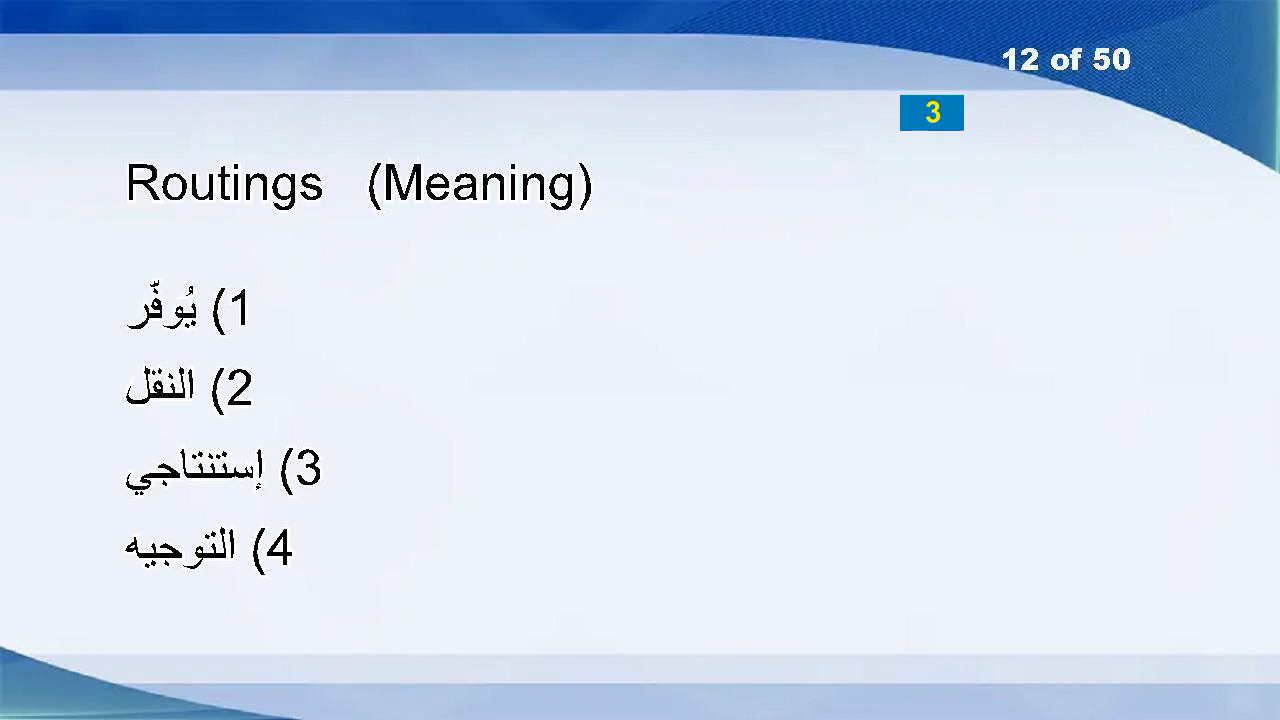 12 of 50
3
Routings (Meaning)
1) يُوفّر
2) النقل
3) إستنتاجي
4) التوجيه